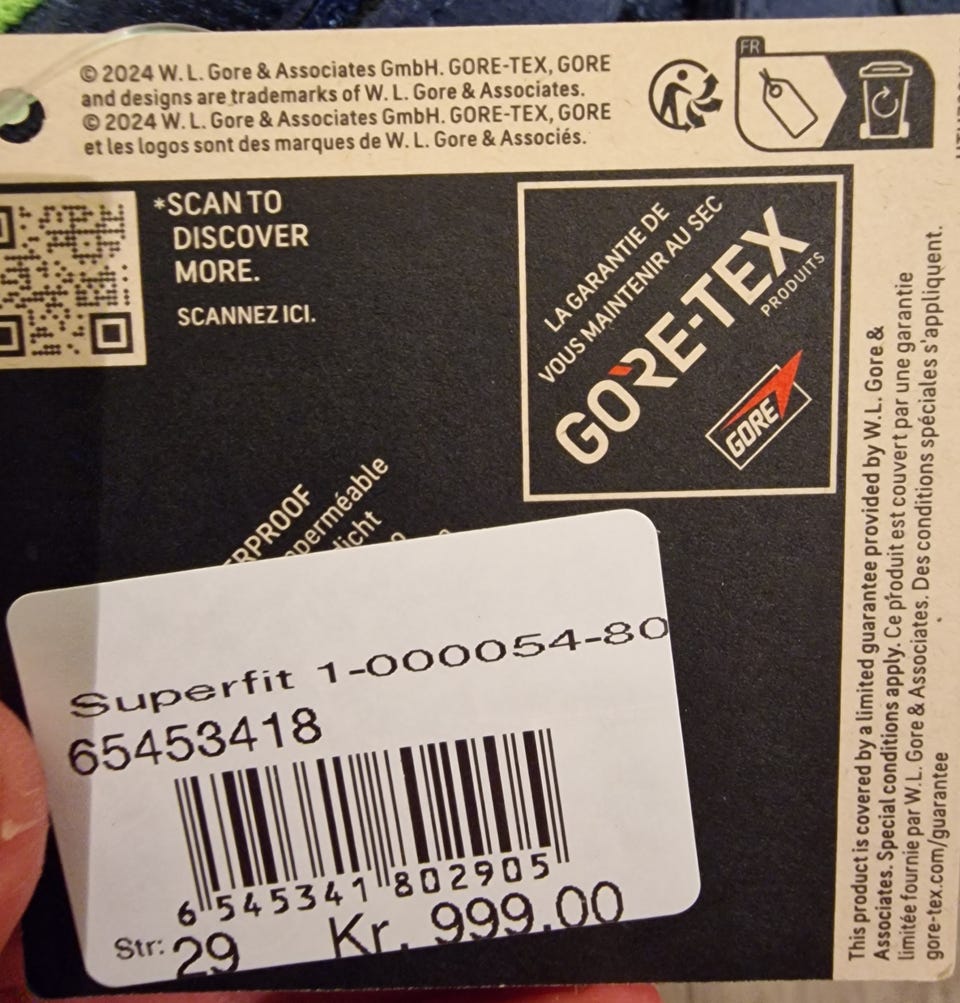 © 2024 W. L. Gore & Associates GmbH. GORE-TEX, GORE
and designs are trademarks of W. L. Gore & Associates.
© 2024 W. L. Gore & Associates GmbH. GORE-TEX, GORE
et les logos sont des marques de W. L. Gore & Associés.
FR
*SCAN TO
DISCOVER
MORE.
SCANNEZ ICI.
LA GARANTIE DE
VOUS MAINTENIR AU SEC
GORE-TEX
PRODUITS
GORE
Superfit 1-000054-80
65453418
6 545341 802905
Str: 29 Kr. 999.00
This product is covered by a limited guarantee provided by W.L. Gore &
Associates. Special conditions apply. Ce produit est couvert par une garantie
limitée fournie par W.L. Gore & Associates. Des conditions spéciales s'appliquent.
gore-tex.com/guarantee